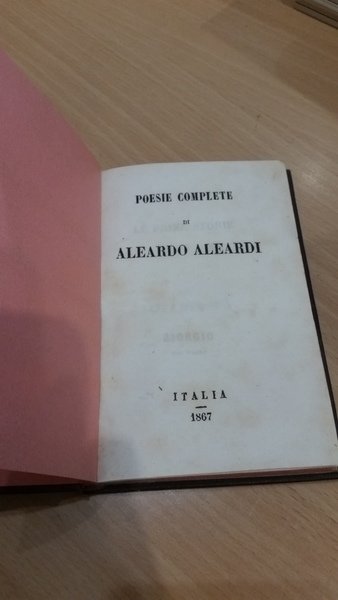 POESIE COMPLETE
DI
ALEARDO ALEARDI
ITALIA
1867